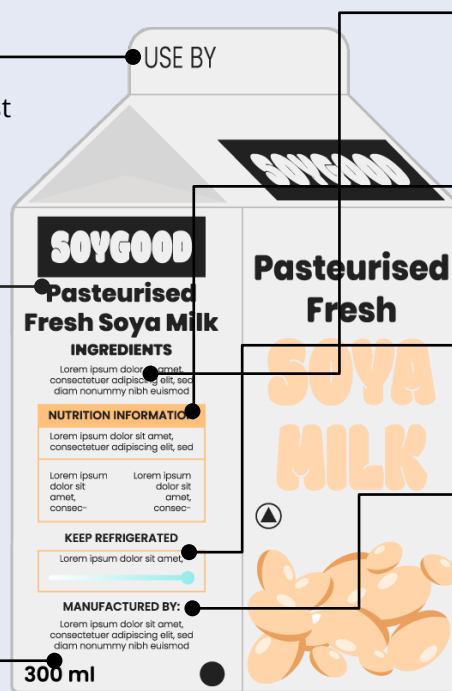 USE BY
st
SOYGOOD
SOYGOOD
Pasteurised
Fresh Soya Milk
INGREDIENTS
Lorem ipsum dolor amet,
consectetuer adipiscing elit, sed
diam nonummy nibh euismod
NUTRITION INFORMATION
Lorem ipsum dolor sit amet,
consectetuer adipiscing elit, sed
Lorem ipsum
dolor sit
amet,
consec-
Lorem ipsum
dolor sit
amet,
consec-
KEEP REFRIGERATED
Lorem ipsum dolor sit amet,
MANUFACTURED BY:
Lorem ipsum dolor sit amet,
consectetuer adipiscing elit, sed
diam nonummy nibh euismod
300 ml
Pasteurised
Fresh
SOYA
MILK